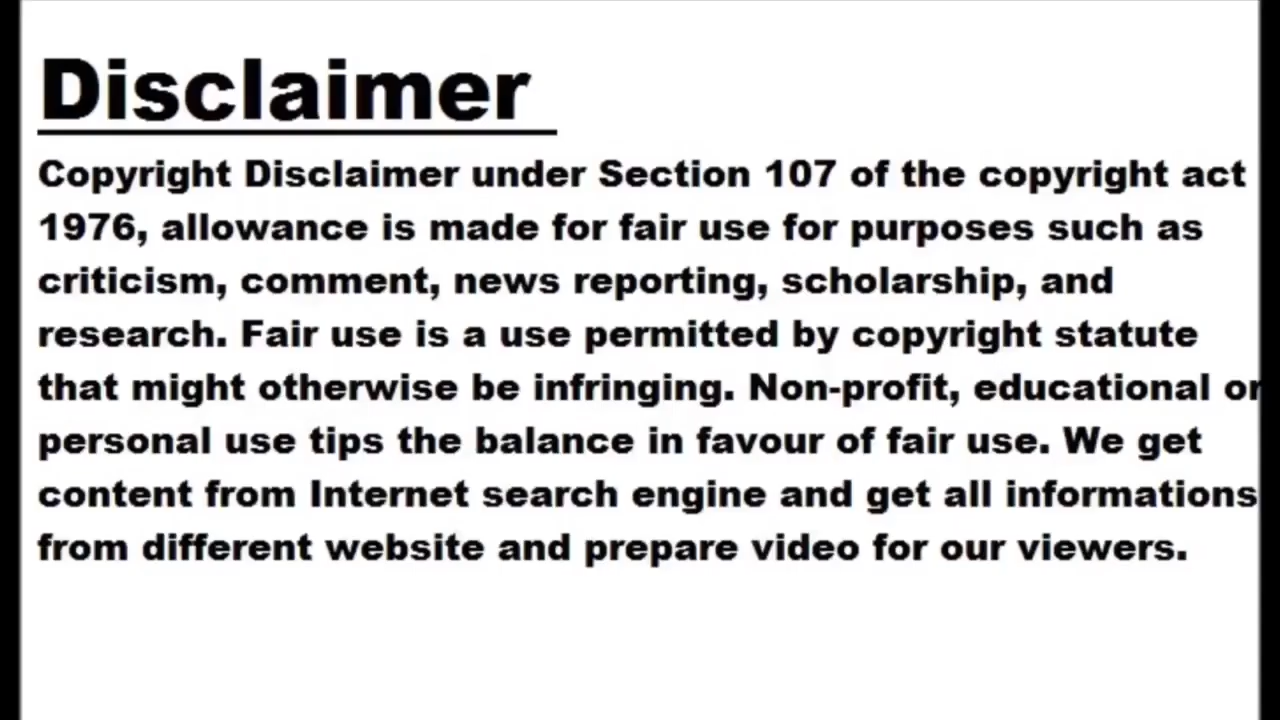 Disclaimer
Copyright Disclaimer under Section 107 of the copyright act
1976, allowance is made for fair use for purposes such as
criticism, comment, news reporting, scholarship, and
research. Fair use is a use permitted by copyright statute
that might otherwise be infringing. Non-profit, educational or
personal use tips the balance in favour of fair use. We get
content from Internet search engine and get all informations
from different website and prepare video for our viewers.